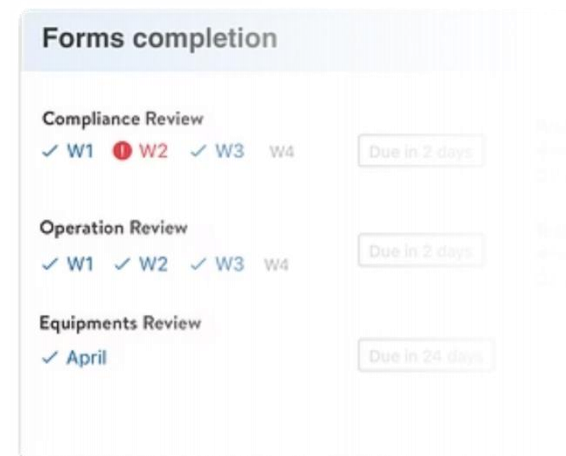 Forms completion
Compliance Review
W1 W2 W3 W4 Due in 2 days
Operation Review
W1 W2 W3 W4 Due in 2 days
Equipments Review
April Due in 24 days